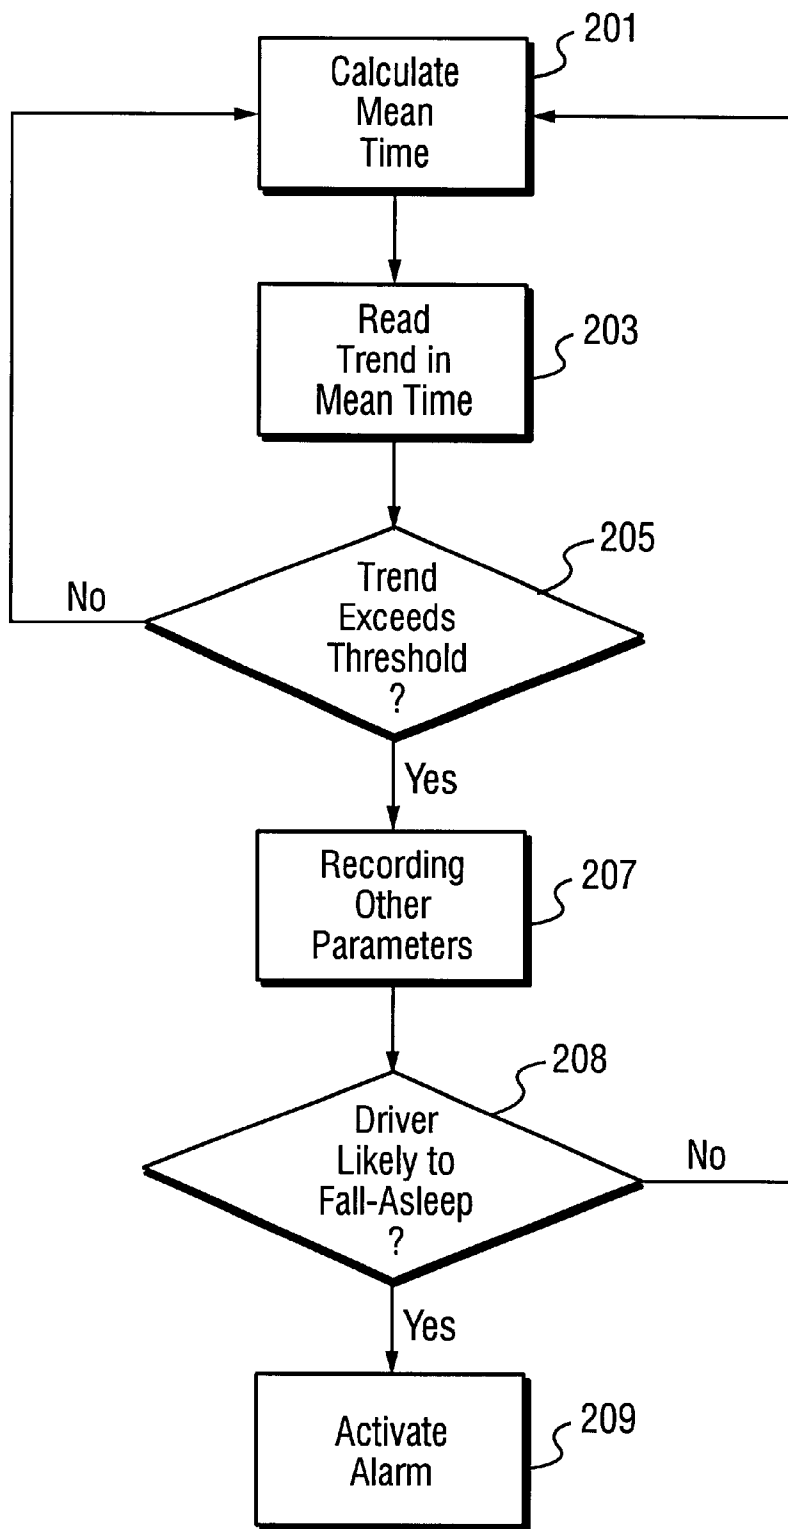 201
Calculate
Mean
Time
Read
Trend in
Mean Time
203
205
Trend
Exceeds
Threshold
?
No
Yes
Recording
Other
Parameters
207
208
Driver
Likely to
Fall-Asleep
?
No
Yes
Activate
Alarm
209